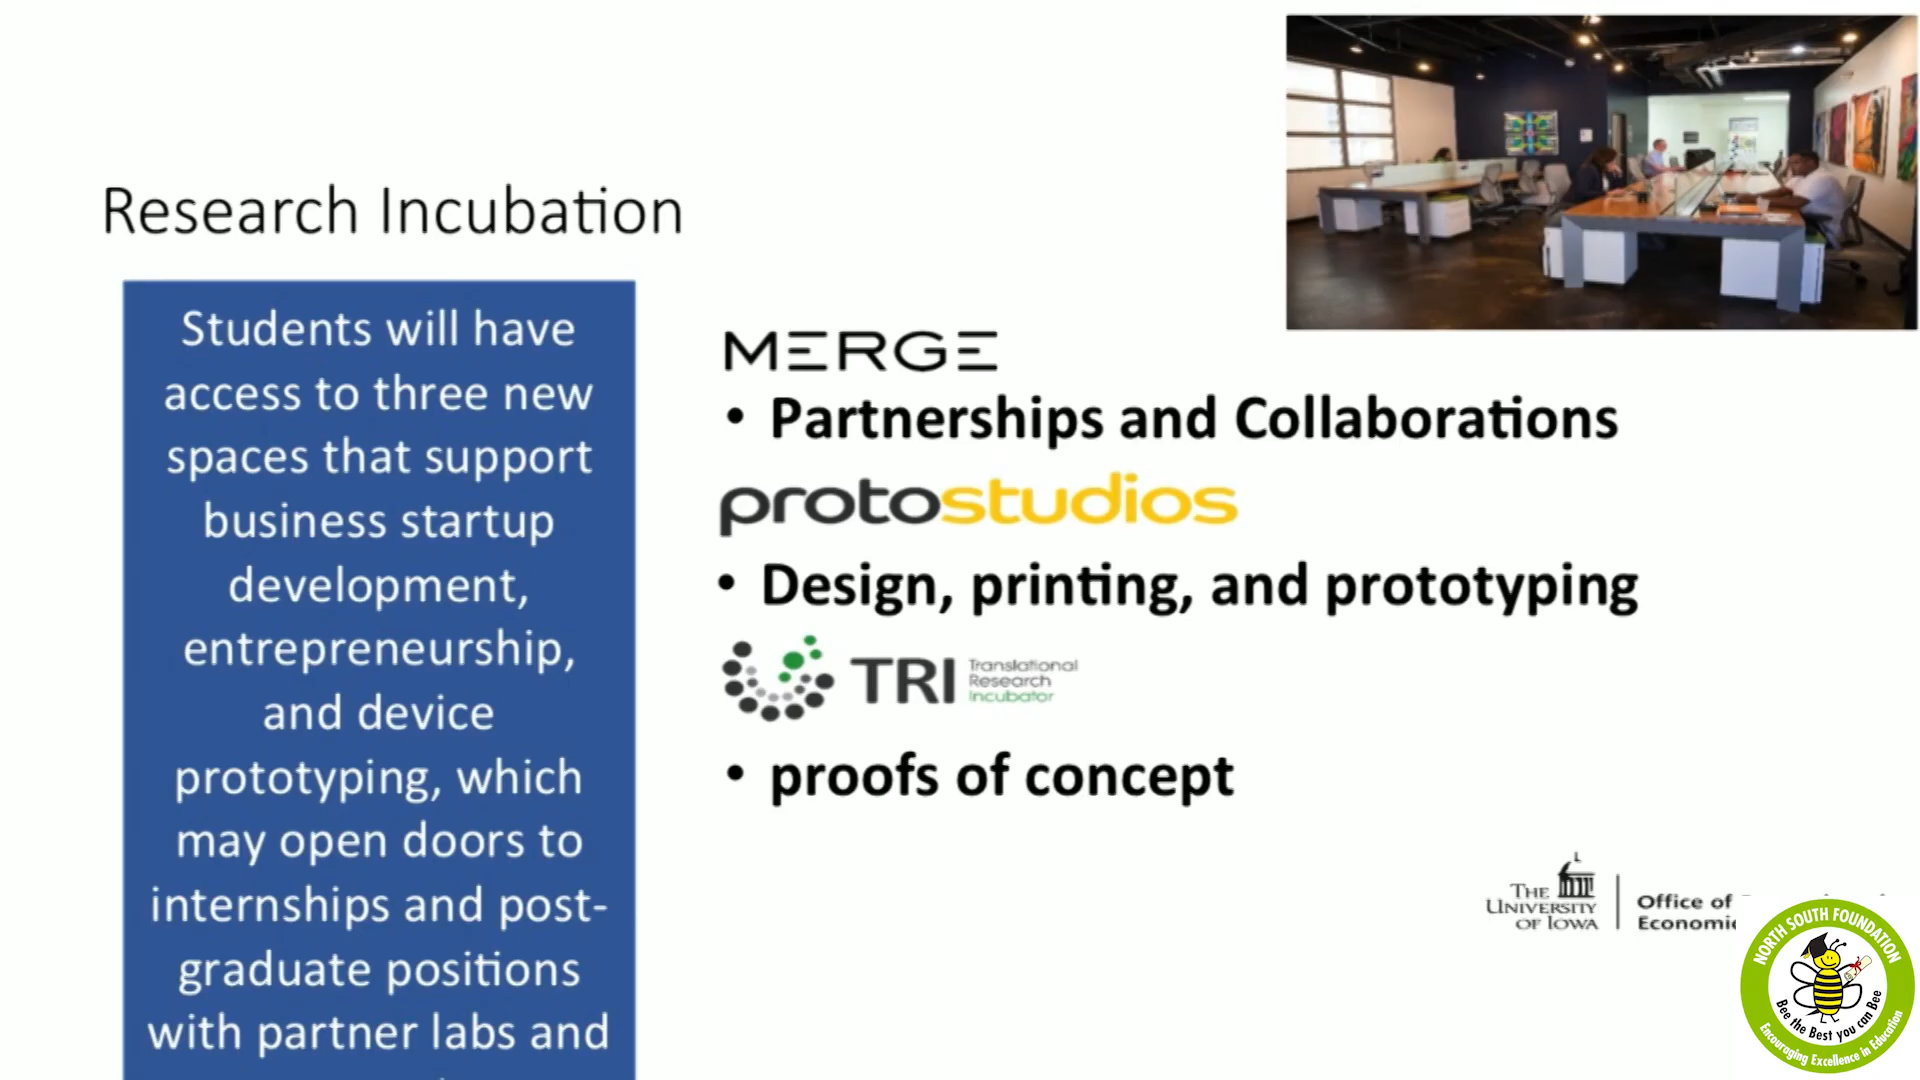 Research Incubation
Students will have
access to three new
spaces that support
business startup
development,
entrepreneurship,
and device
prototyping, which
may open doors to
internships and post-
graduate positions
with partner labs and
MERGE
• Partnerships and Collaborations
protostudios
• Design, printing, and prototyping
TRI
Translational
Research
Incubator
• proofs of concept
THE
UNIVERSITY
OF IOWA
Office of
Economic
NORTH SOUTH FOUNDATION
Bee the Best you can Bee
Encouraging Excellence in Education